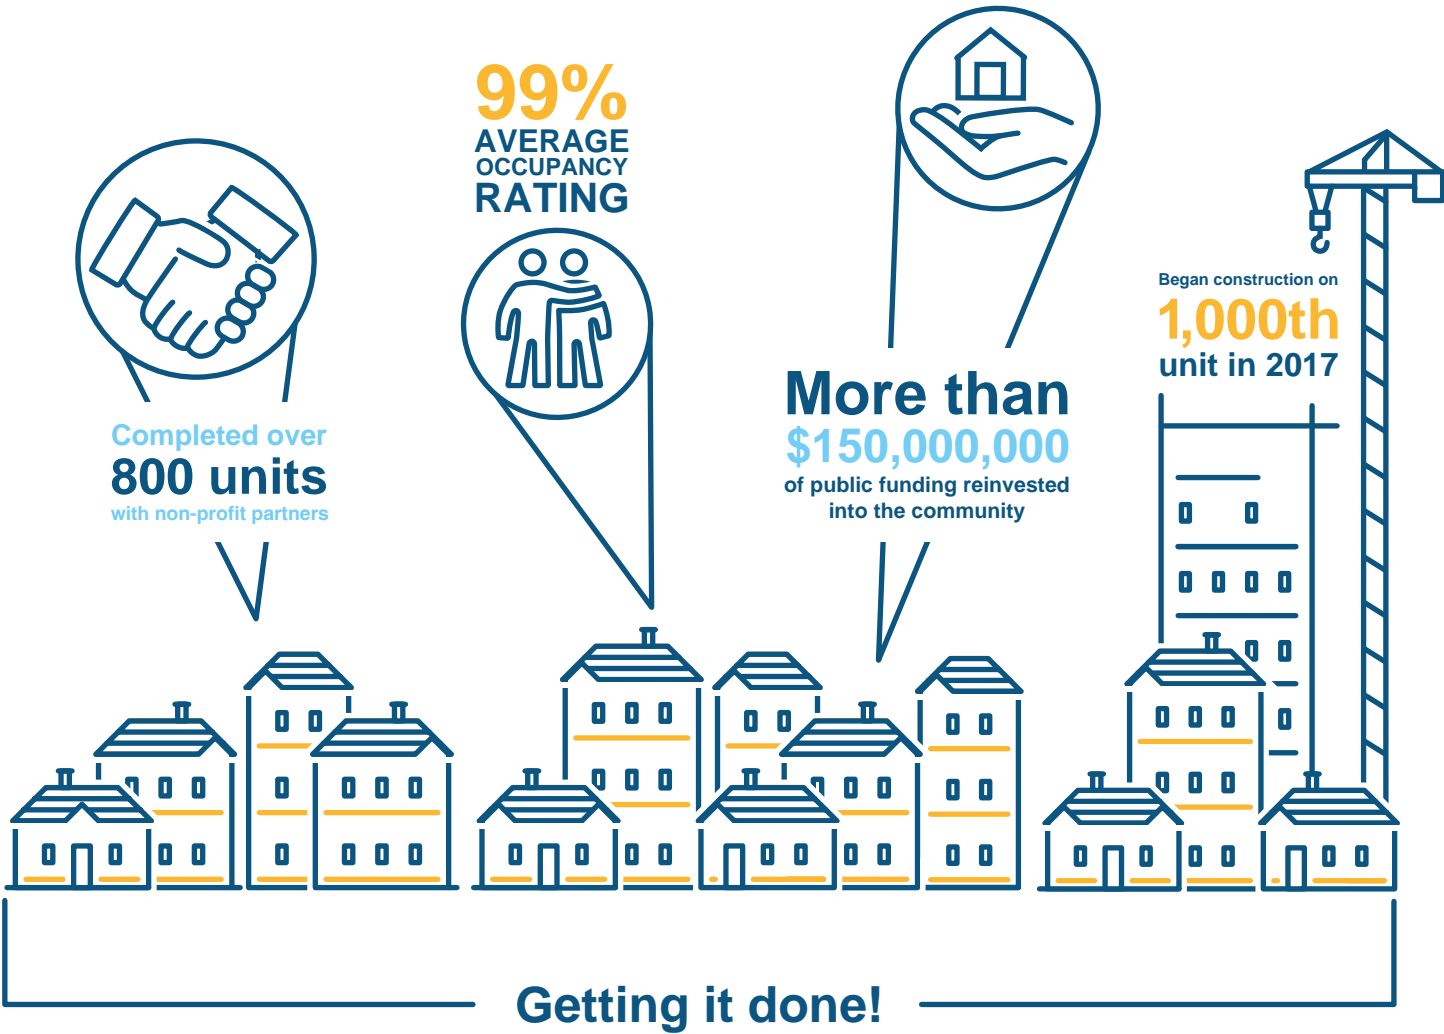 99%
AVERAGE
OCCUPANCY
RATING
Began construction on
1,000th
unit in 2017
More than
$150,000,000
of public funding reinvested
into the community
Completed over
800 units
with non-profit partners
Getting it done!